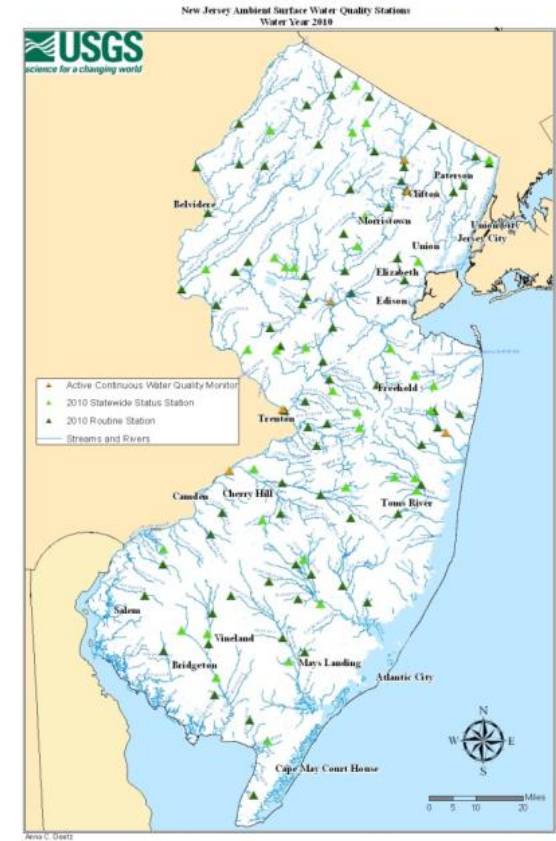 New Jersey Ambient Surface Water Quality Stations
Water Year 2010
USGS
science for a changing world
Paterson
Clifton
Belvidere
Morristown
Union City
Jersey City
Union
Elizabeth
Edison
Active Continuous Water Quality Monitor
2010 Statewide Status Station
2010 Routine Station
Streams and Rivers
Freehold
Trenton
Camden
Cherry Hill
Toms River
Salem
Vineland
Bridgeton
Mays Landing
Atlantic City
Cape May Court House
N
W
E
S
Miles
0 5 10 20
Anna C. Deetz